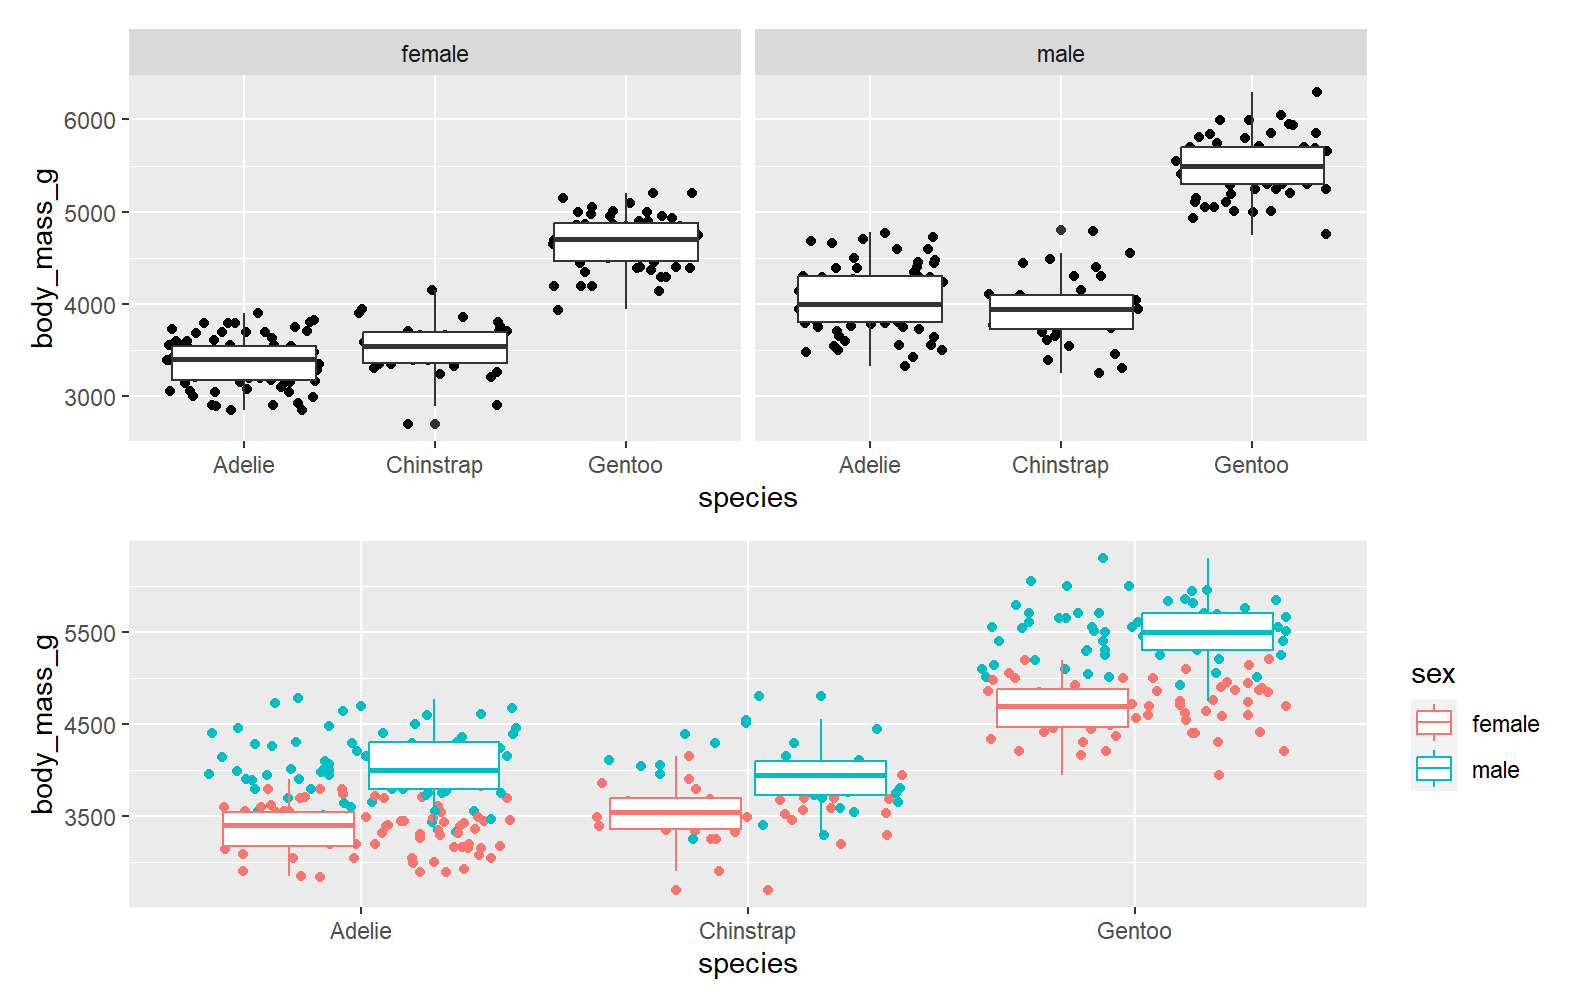 female male
6000
5000
4000
3000
body_mass_g
Adelie Chinstrap Gentoo Adelie Chinstrap Gentoo
species
5500
4500
3500
body_mass_g
Adelie Chinstrap Gentoo
species
sex
female
male